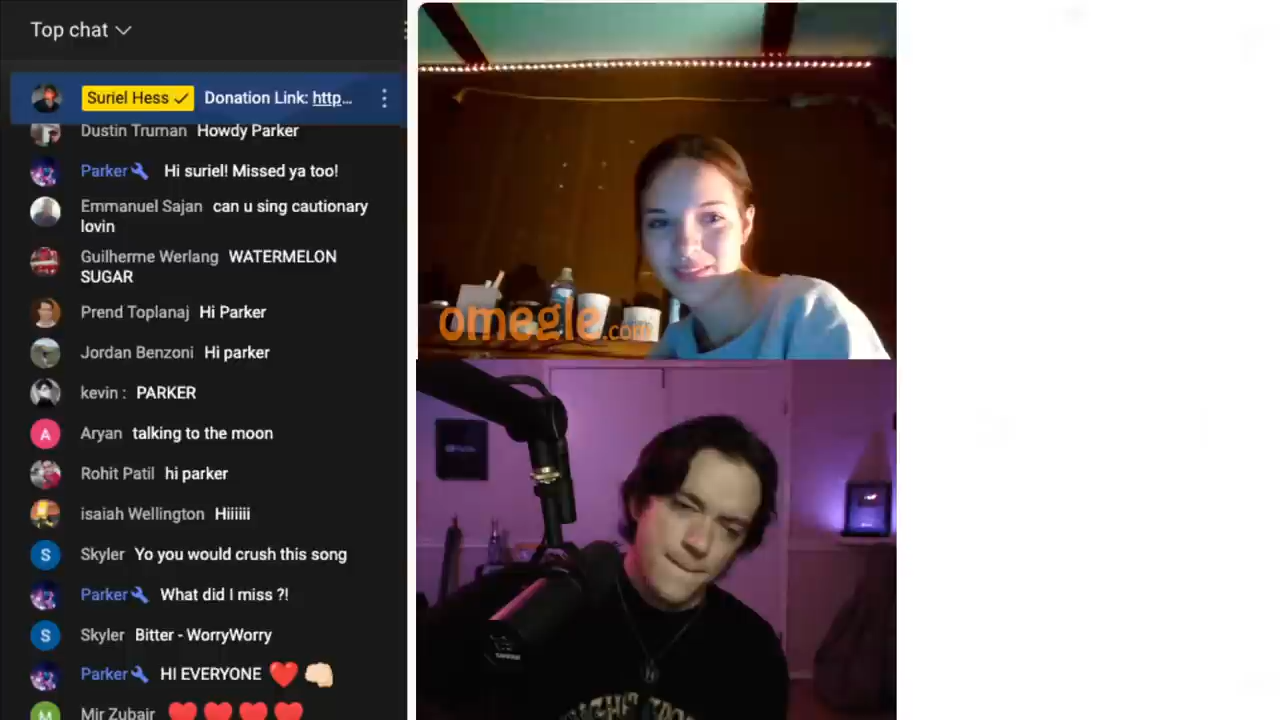 Top chat
Suriel Hess Donation Link: http...
Dustin Truman Howdy Parker
Parker Hi suriel! Missed ya too!
Emmanuel Sajan can u sing cautionary
lovin
Guilherme Werlang WATERMELON
SUGAR
Prend Toplanaj Hi Parker
Jordan Benzoni Hi parker
kevin : PARKER
A Aryan talking to the moon
Rohit Patil hi parker
isaiah Wellington Hiiiiii
S Skyler Yo you would crush this song
Parker What did I miss ?!
S Skyler Bitter - WorryWorry
Parker HI EVERYONE ❤️ 👊🏻
M Mir Zubair ❤️ ❤️ ❤️ ❤️
omegle.com